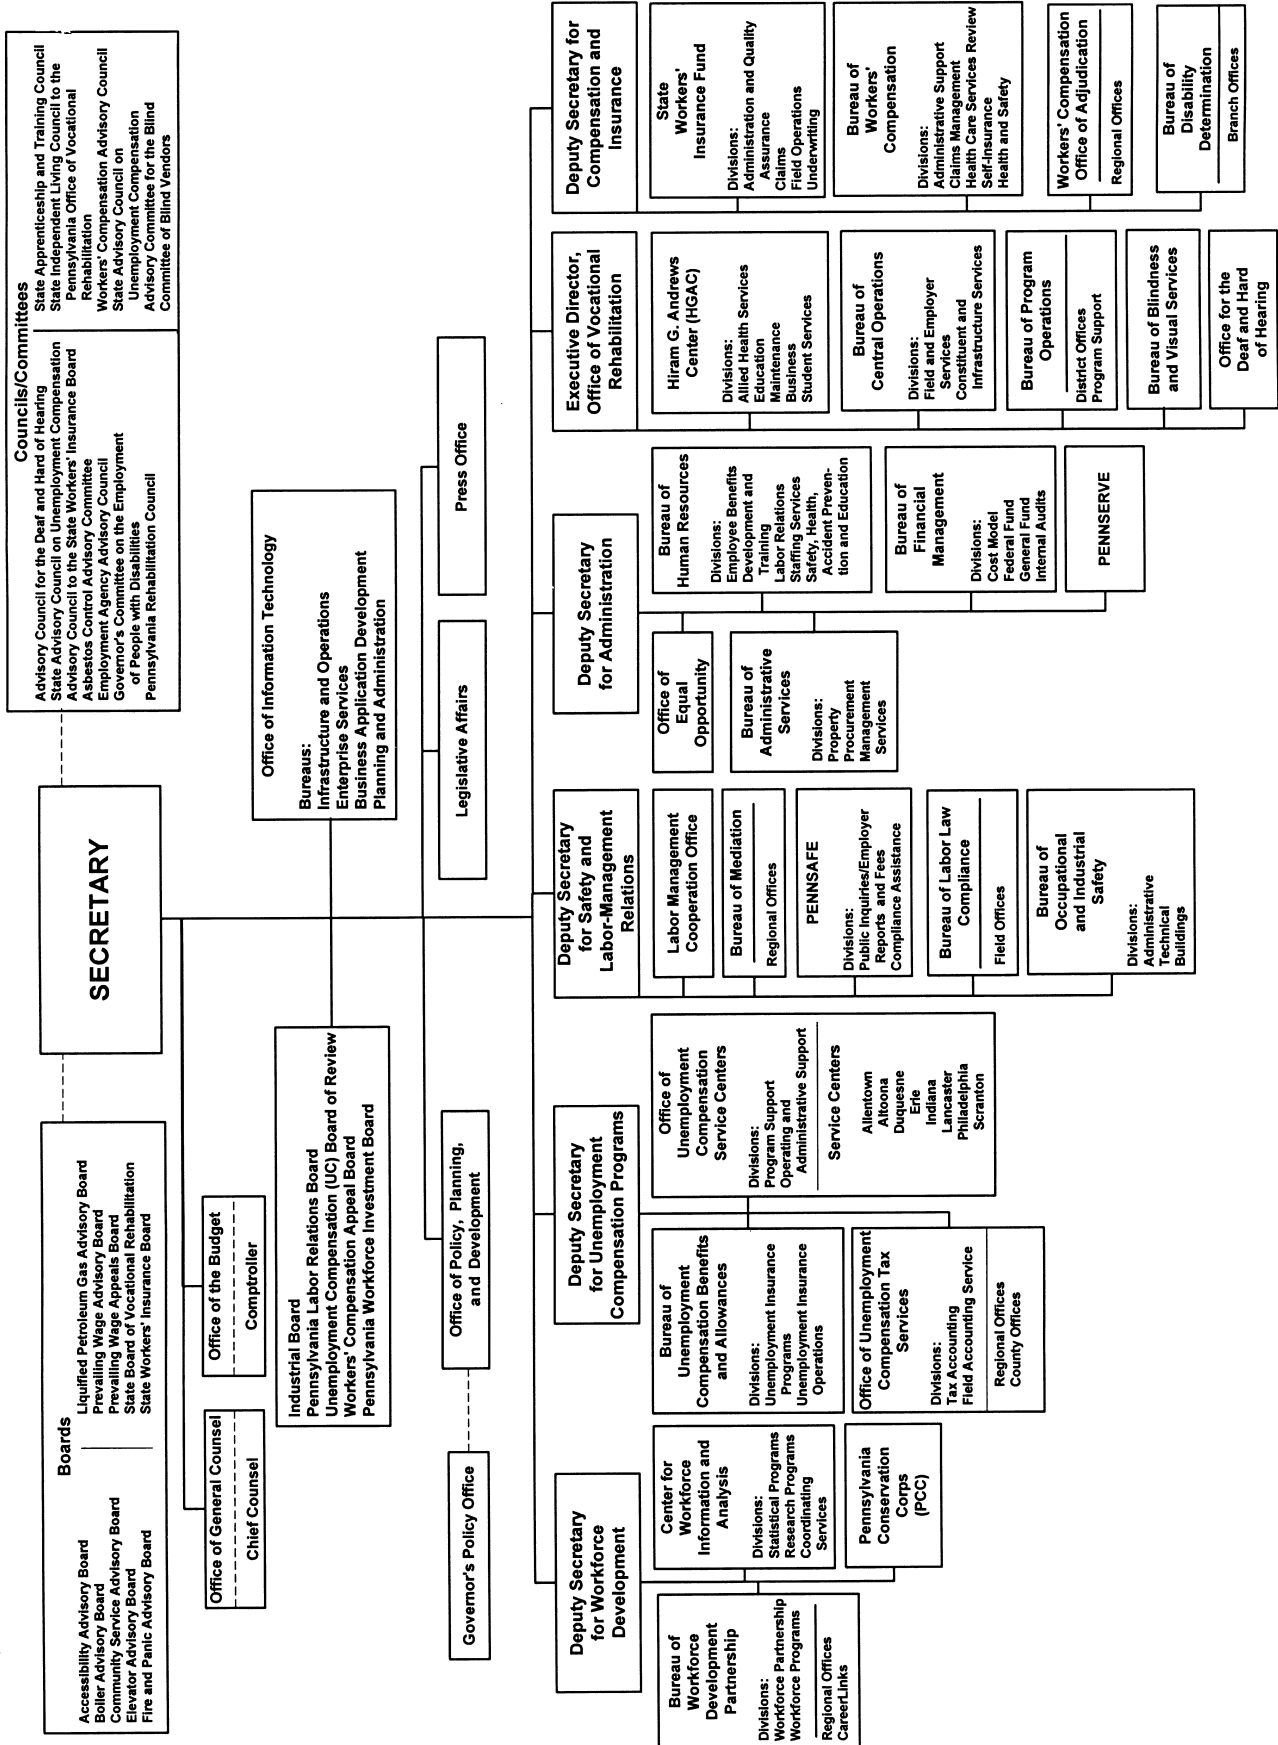 SECRETARY
Boards
Accessibility Advisory Board
Boiler Advisory Board
Community Service Advisory Board
Elevator Advisory Board
Fire and Panic Advisory Board
Liquified Petroleum Gas Advisory Board
Prevailing Wage Advisory Board
Prevailing Wage Appeals Board
State Board of Vocational Rehabilitation
State Workers' Insurance Board
Councils/Committees
Advisory Council for the Deaf and Hard of Hearing
State Advisory Council on Unemployment Compensation
Advisory Council to the State Workers' Insurance Board
Asbestos Control Advisory Committee
Employment Agency Advisory Council
Governor's Committee on the Employment
of People with Disabilities
Pennsylvania Rehabilitation Council
State Apprenticeship and Training Council
State Independent Living Council to the
Pennsylvania Office of Vocational
Rehabilitation
Workers' Compensation Advisory Council
State Advisory Council on
Unemployment Compensation
Advisory Committee for the Blind
Committee of Blind Vendors
Office of General Counsel
Chief Counsel
Office of the Budget
Comptroller
Industrial Board
Pennsylvania Labor Relations Board
Unemployment Compensation (UC) Board of Review
Workers' Compensation Appeal Board
Pennsylvania Workforce Investment Board
Office of Information Technology
Bureaus:
Infrastructure and Operations
Enterprise Services
Business Application Development
Planning and Administration
Governor's Policy Office
Office of Policy, Planning,
and Development
Legislative Affairs
Press Office
Deputy Secretary
for Workforce
Development
Bureau of
Workforce
Development
Partnership
Divisions:
Workforce Partnership
Workforce Programs
Regional Offices
CareerLinks
Center for
Workforce
Information and
Analysis
Divisions:
Statistical Programs
Research Programs
Coordinating
Services
Pennsylvania
Conservation
Corps
(PCC)
Deputy Secretary
for Unemployment
Compensation Programs
Bureau of
Unemployment
Compensation Benefits
and Allowances
Divisions:
Unemployment Insurance
Programs
Unemployment Insurance
Operations
Office of Unemployment
Compensation Tax
Services
Divisions:
Tax Accounting
Field Accounting Service
Regional Offices
County Offices
Office of
Unemployment
Compensation
Service Centers
Divisions:
Program Support
Operating and
Administrative Support
Service Centers
Allentown
Altoona
Duquesne
Erie
Indiana
Lancaster
Philadelphia
Scranton
Deputy Secretary
for Safety and
Labor-Management
Relations
Labor Management
Cooperation Office
Bureau of Mediation
Regional Offices
PENNSAFE
Divisions:
Public Inquiries/Employer
Reports and Fees
Compliance Assistance
Bureau of Labor Law
Compliance
Field Offices
Bureau of
Occupational
and Industrial
Safety
Divisions:
Administrative
Technical
Buildings
Deputy Secretary
for Administration
Office of
Equal
Opportunity
Bureau of
Administrative
Services
Divisions:
Property
Procurement
Management
Services
Bureau of
Human Resources
Divisions:
Employee Benefits
Development and
Training
Labor Relations
Staffing Services
Safety, Health,
Accident Preven-
tion and Education
Bureau of
Financial
Management
Divisions:
Cost Model
Federal Fund
General Fund
Internal Audits
PENNSERVE
Executive Director,
Office of Vocational
Rehabilitation
Hiram G. Andrews
Center (HGAC)
Divisions:
Allied Health Services
Education
Maintenance
Business
Student Services
Bureau of
Central Operations
Divisions:
Field and Employer
Services
Constituent and
Infrastructure Services
Bureau of Program
Operations
District Offices
Program Support
Bureau of Blindness
and Visual Services
Office for the
Deaf and Hard
of Hearing
Deputy Secretary for
Compensation and
Insurance
State
Workers'
Insurance Fund
Divisions:
Administration and Quality
Assurance
Claims
Field Operations
Underwriting
Bureau of
Workers'
Compensation
Divisions:
Administrative Support
Claims Management
Health Care Services Review
Self-Insurance
Health and Safety
Workers' Compensation
Office of Adjudication
Regional Offices
Bureau of
Disability
Determination
Branch Offices